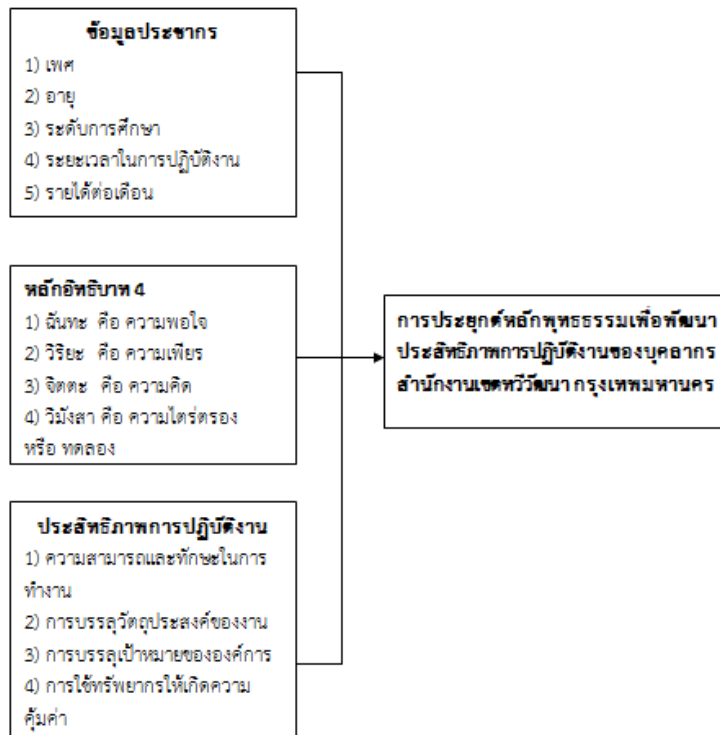 ข้อมูลประชากร
1) เพศ
2) อายุ
3) ระดับการศึกษา
4) ระยะเวลาในการปฏิบัติงาน
5) รายได้ต่อเดือน
หลักอิทธิบาท 4
1) ฉันทะ คือ ความพอใจ
2) วิริยะ คือ ความเพียร
3) จิตตะ คือ ความคิด
4) วิมังสา คือ ความไตร่ตรอง
หรือ ทดลอง
ประสิทธิภาพการปฏิบัติงาน
1) ความสามารถและทักษะในการ
ทำงาน
2) การบรรลุวัตถุประสงค์ของงาน
3) การบรรลุเป้าหมายขององค์การ
4) การใช้ทรัพยากรให้เกิดความ
คุ้มค่า
การประยุกต์หลักพุทธธรรมเพื่อพัฒนา
ประสิทธิภาพการปฏิบัติงานของบุคลากร
สำนักงานเขตทวีวัฒนา กรุงเทพมหานคร